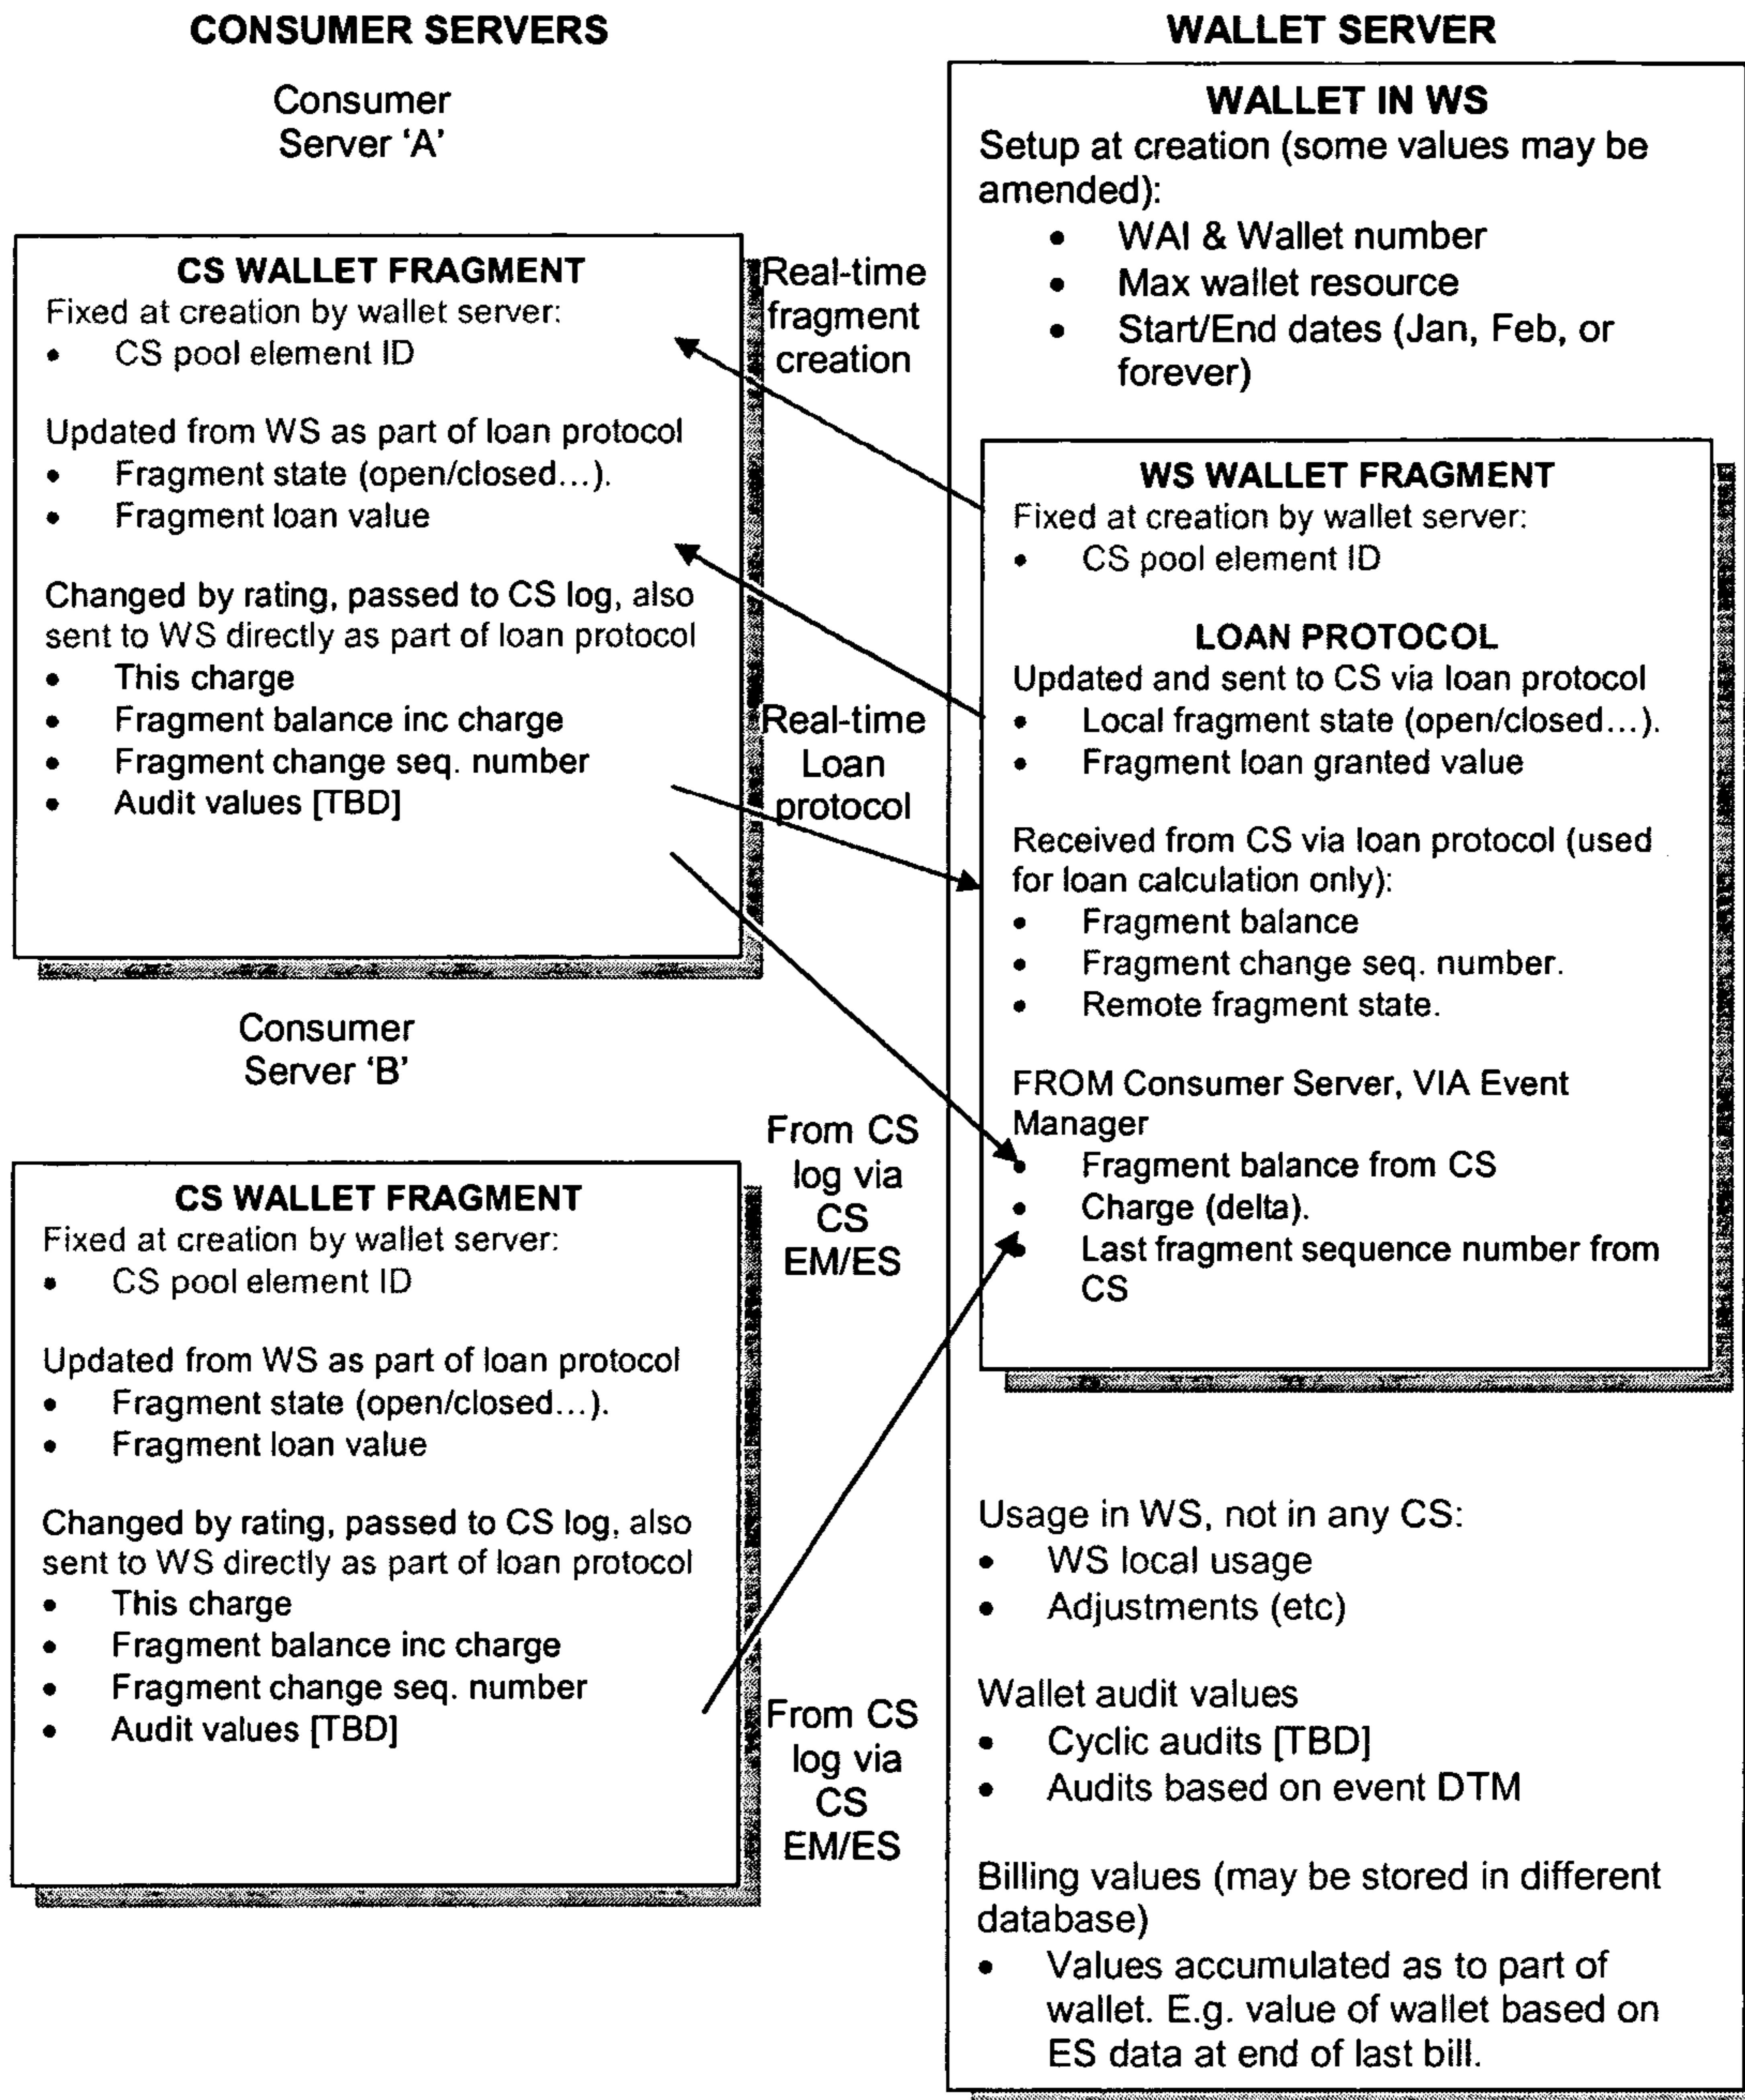 CONSUMER SERVERS
Consumer
Server ‘A’
CS WALLET FRAGMENT
Fixed at creation by wallet server:
• CS pool element ID
Updated from WS as part of loan protocol
• Fragment state (open/closed...).
• Fragment loan value
Changed by rating, passed to CS log, also
sent to WS directly as part of loan protocol
• This charge
• Fragment balance inc charge
• Fragment change seq. number
• Audit values [TBD]
Consumer
Server ‘B’
CS WALLET FRAGMENT
Fixed at creation by wallet server:
• CS pool element ID
Updated from WS as part of loan protocol
• Fragment state (open/closed...).
• Fragment loan value
Changed by rating, passed to CS log, also
sent to WS directly as part of loan protocol
• This charge
• Fragment balance inc charge
• Fragment change seq. number
• Audit values [TBD]
Real-time
fragment
creation
Real-time
Loan
protocol
From CS
log via
CS
EM/ES
From CS
log via
CS
EM/ES
WALLET SERVER
WALLET IN WS
Setup at creation (some values may be
amended):
• WAI & Wallet number
• Max wallet resource
• Start/End dates (Jan, Feb, or
forever)
WS WALLET FRAGMENT
Fixed at creation by wallet server:
• CS pool element ID
LOAN PROTOCOL
Updated and sent to CS via loan protocol
• Local fragment state (open/closed...).
• Fragment loan granted value
Received from CS via loan protocol (used
for loan calculation only):
• Fragment balance
• Fragment change seq. number.
• Remote fragment state.
FROM Consumer Server, VIA Event
Manager
• Fragment balance from CS
• Charge (delta).
• Last fragment sequence number from
CS
Usage in WS, not in any CS:
• WS local usage
• Adjustments (etc)
Wallet audit values
• Cyclic audits [TBD]
• Audits based on event DTM
Billing values (may be stored in different
database)
• Values accumulated as to part of
wallet. E.g. value of wallet based on
ES data at end of last bill.